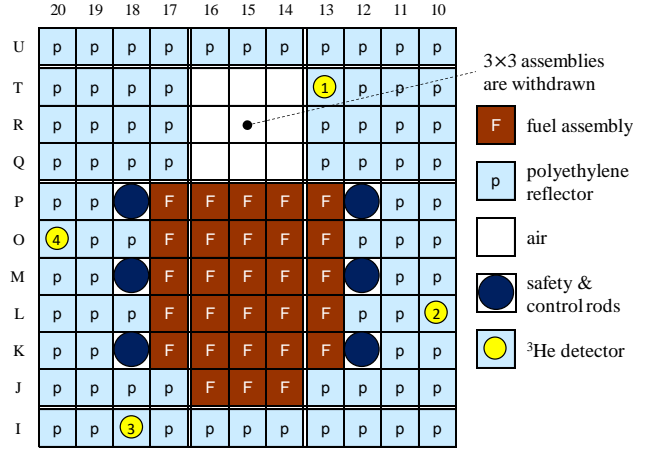 20 19 18 17 16 15 14 13 12 11 10
U p p p p p p p p p p p
T p p p p 1 p p p
R p p p p p p p p
Q p p p p p p p p
P p p F F F F F p p
O 4 p p F F F F F p p p
M p p F F F F F p p
L p p p F F F F F p p 2
K p p F F F F F p p
J p p p p F F F p p p p
I p p 3 p p p p p p p p
3×3 assemblies
are withdrawn
F fuel assembly
p polyethylene
reflector
air
safety &
control rods
³He detector